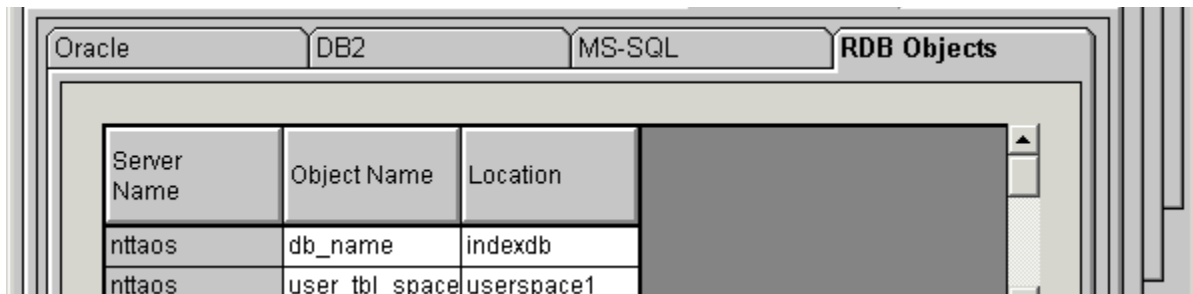 Oracle DB2 MS-SQL RDB Objects
Server Name Object Name Location
nttaos db_name indexdb
nttaos user_tbl_space userspace1